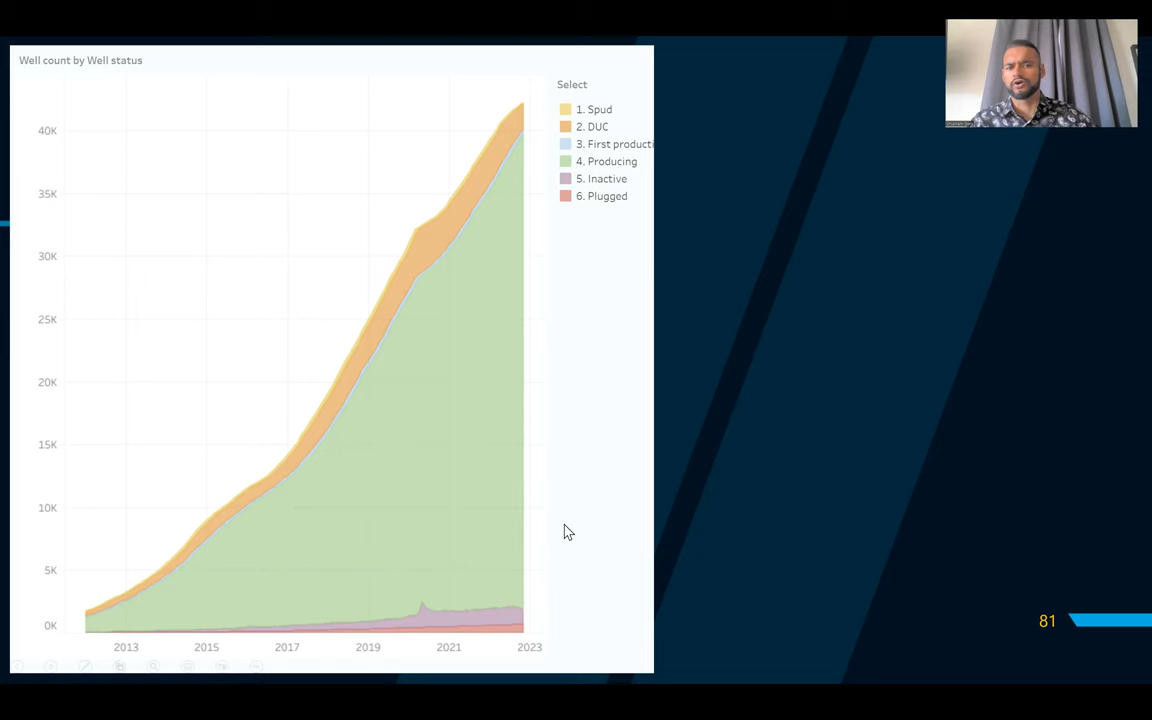 Well count by Well status
Select
1. Spud
2. DUC
3. First producti
4. Producing
5. Inactive
6. Plugged
40K
35K
30K
25K
20K
15K
10K
5K
0K
2013 2015 2017 2019 2021 2023
81